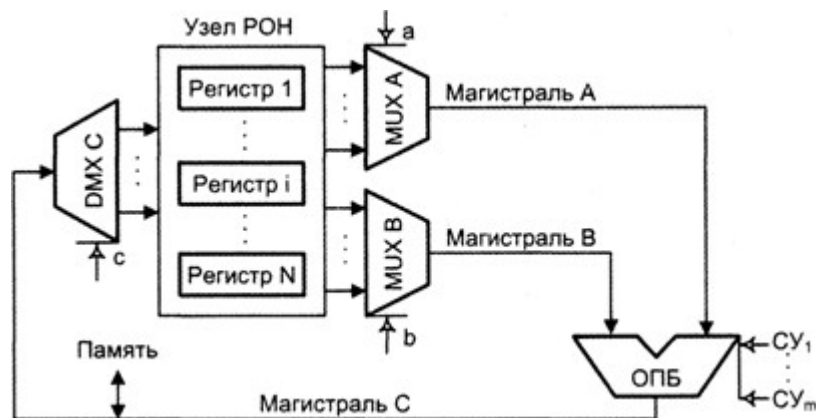 Узел РОН
a
Регистр 1
MUX A
Магистраль A
DMX C
Регистр i
c
MUX B
Магистраль B
Регистр N
b
Память
ОПБ
СУ1
СУm
Магистраль C